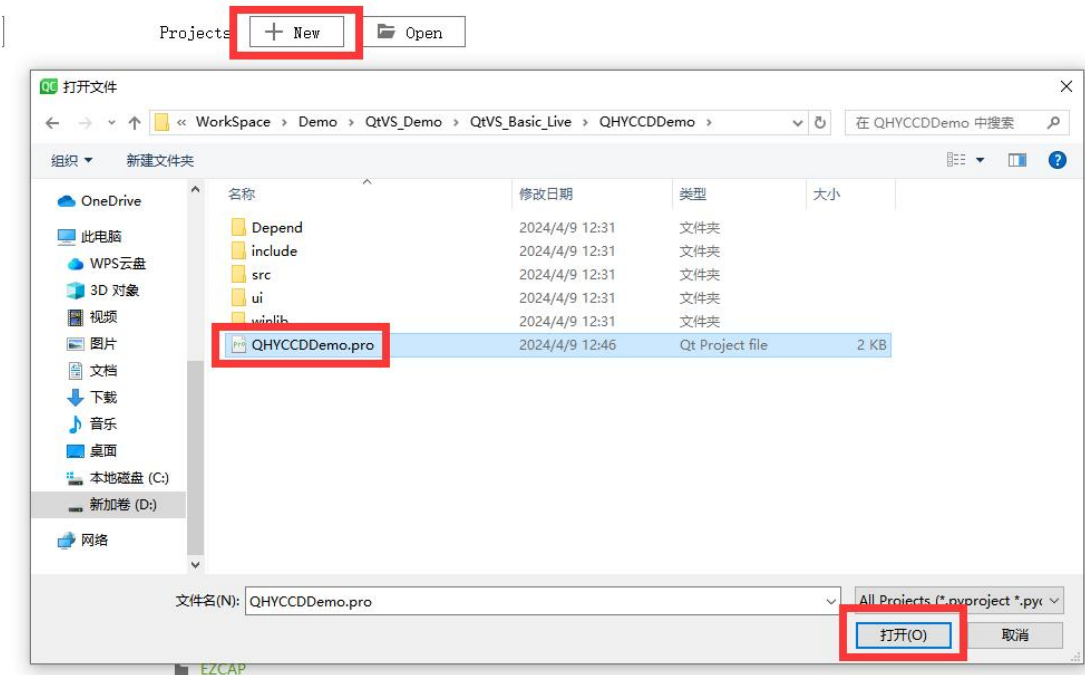 Projects + New Open
QC 打开文件
« WorkSpace › Demo › QtVS_Demo › QtVS_Basic_Live › QHYCCDDemo › 在 QHYCCDDemo 中搜索
组织 新建文件夹
名称 修改日期 类型 大小
OneDrive
此电脑
WPS云盘
3D 对象
视频
图片
文档
下载
音乐
桌面
本地磁盘 (C:)
新加卷 (D:)
网络
Depend 2024/4/9 12:31 文件夹
include 2024/4/9 12:31 文件夹
src 2024/4/9 12:31 文件夹
ui 2024/4/9 12:31 文件夹
winlib 2024/4/9 12:31 文件夹
QHYCCDDemo.pro 2024/4/9 12:46 Qt Project file 2 KB
文件名(N): QHYCCDDemo.pro All Projects (*.pyproject *.pyc
打开(O) 取消
EZCAP